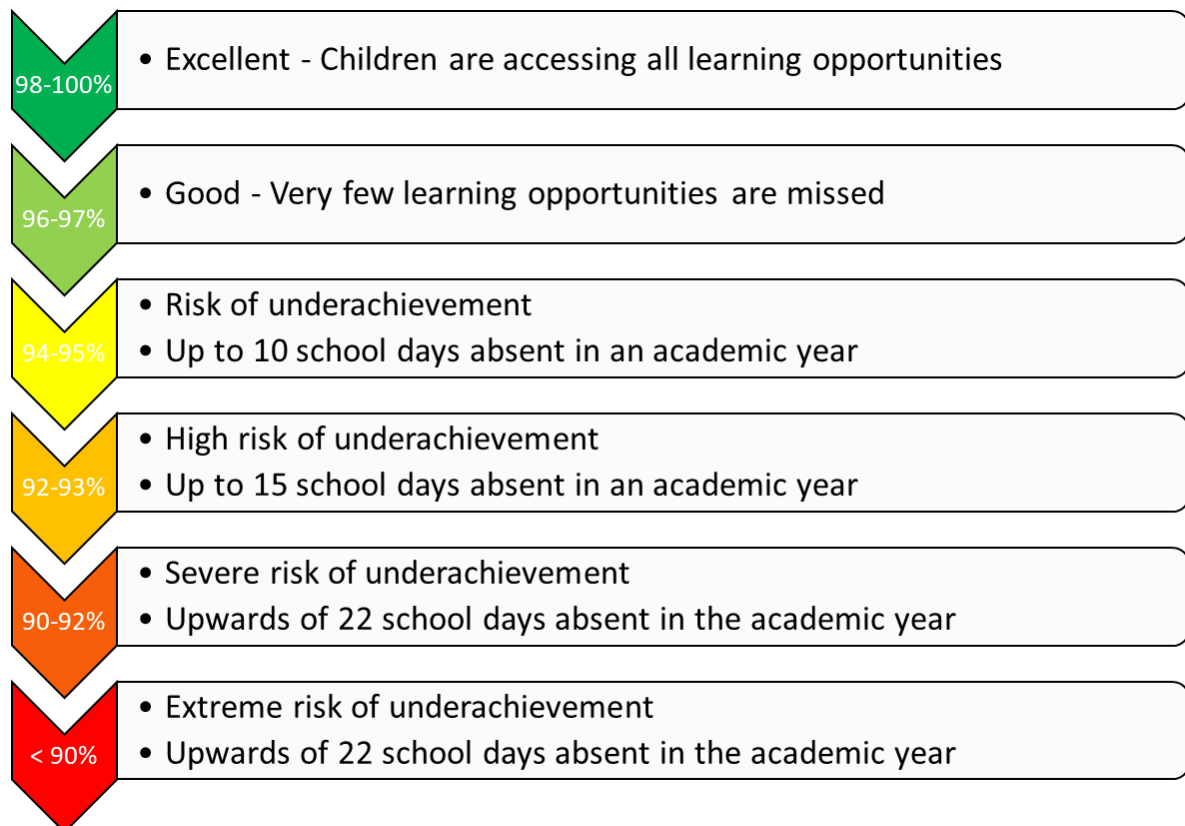 98-100%
• Excellent - Children are accessing all learning opportunities
96-97%
• Good - Very few learning opportunities are missed
94-95%
• Risk of underachievement
• Up to 10 school days absent in an academic year
92-93%
• High risk of underachievement
• Up to 15 school days absent in an academic year
90-92%
• Severe risk of underachievement
• Upwards of 22 school days absent in the academic year
< 90%
• Extreme risk of underachievement
• Upwards of 22 school days absent in the academic year